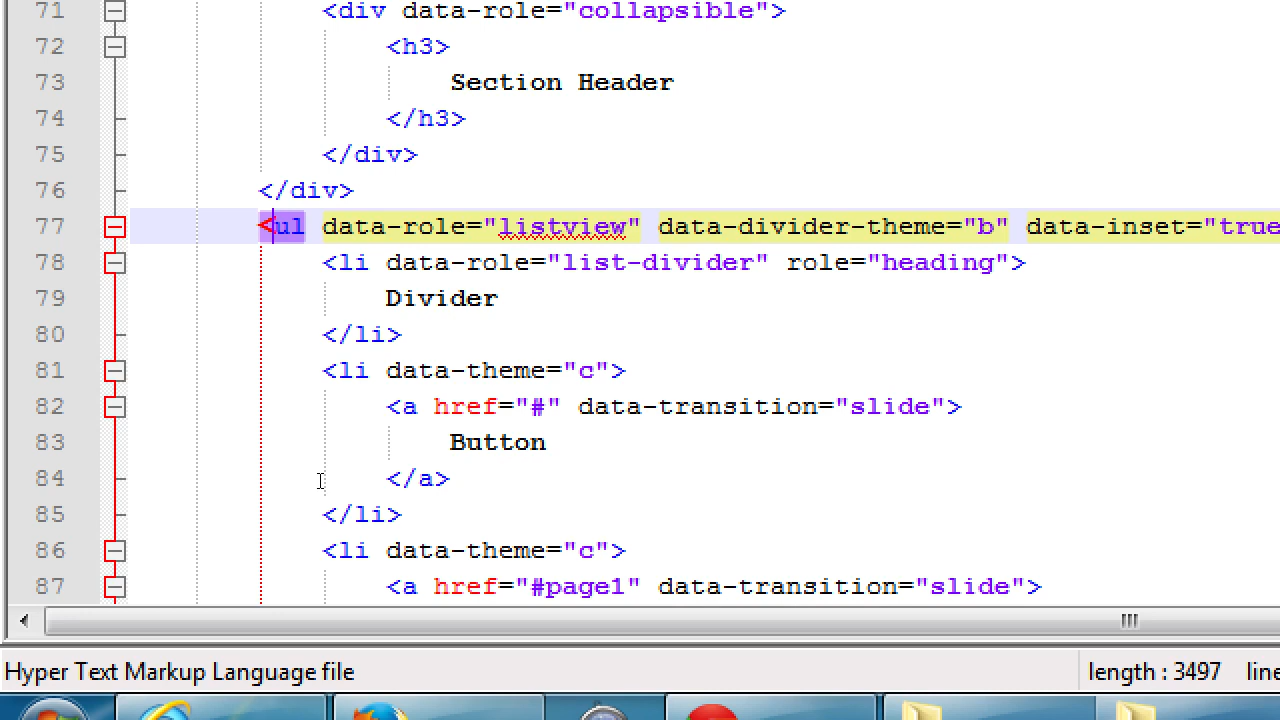 71 <div data-role="collapsible">
72 <h3>
73 Section Header
74 </h3>
75 </div>
76 </div>
77 <ul data-role="listview" data-divider-theme="b" data-inset="true
78 <li data-role="list-divider" role="heading">
79 Divider
80 </li>
81 <li data-theme="c">
82 <a href="#" data-transition="slide">
83 Button
84 </a>
85 </li>
86 <li data-theme="c">
87 <a href="#page1" data-transition="slide">
Hyper Text Markup Language file length : 3497 line